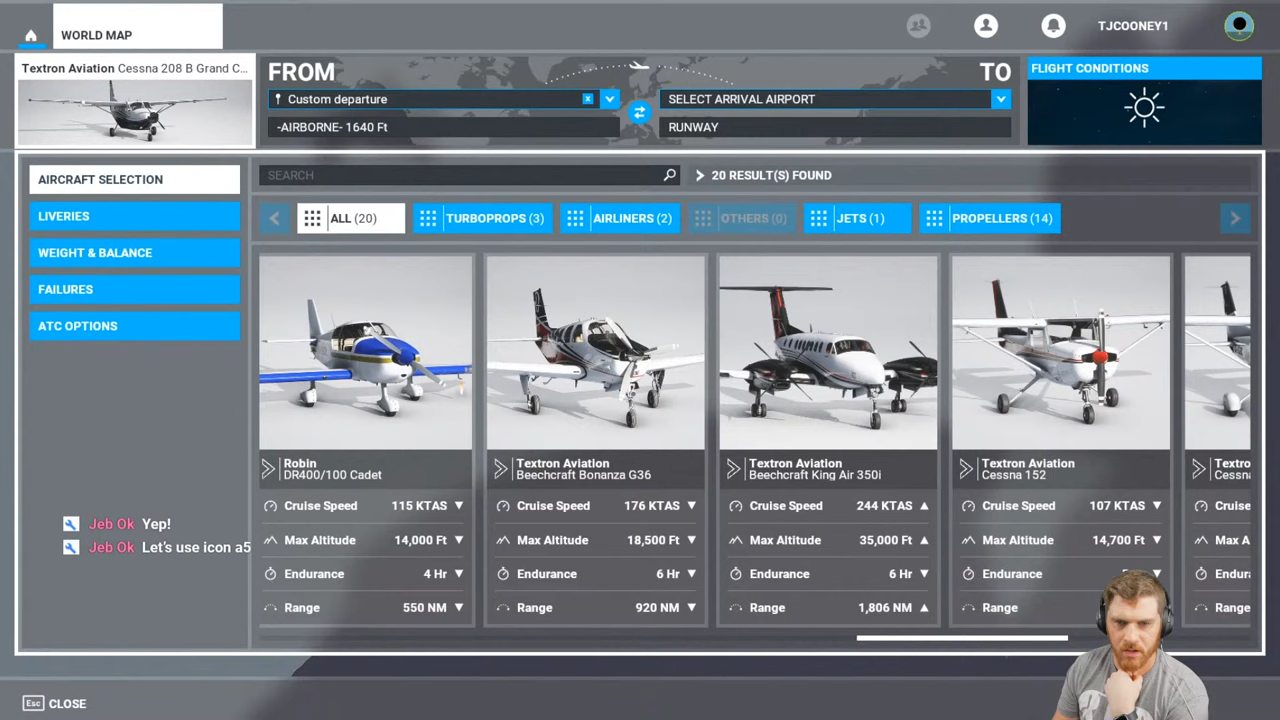 WORLD MAP
TJCOONEY1
Textron Aviation Cessna 208 B Grand C...
FROM
TO
Custom departure
x
SELECT ARRIVAL AIRPORT
-AIRBORNE- 1640 Ft
RUNWAY
FLIGHT CONDITIONS
AIRCRAFT SELECTION
LIVERIES
WEIGHT & BALANCE
FAILURES
ATC OPTIONS
SEARCH
20 RESULT(S) FOUND
ALL (20)
TURBOPROPS (3)
AIRLINERS (2)
OTHERS (0)
JETS (1)
PROPELLERS (14)
Robin
DR400/100 Cadet
Cruise Speed 115 KTAS
Max Altitude 14,000 Ft
Endurance 4 Hr
Range 550 NM
Textron Aviation
Beechcraft Bonanza G36
Cruise Speed 176 KTAS
Max Altitude 18,500 Ft
Endurance 6 Hr
Range 920 NM
Textron Aviation
Beechcraft King Air 350i
Cruise Speed 244 KTAS
Max Altitude 35,000 Ft
Endurance 6 Hr
Range 1,806 NM
Textron Aviation
Cessna 152
Cruise Speed 107 KTAS
Max Altitude 14,700 Ft
Endurance
Range
Textro
Cessn
Cruis
Max A
Endur
Range
Jeb Ok Yep!
Jeb Ok Let's use icon a5
Esc CLOSE